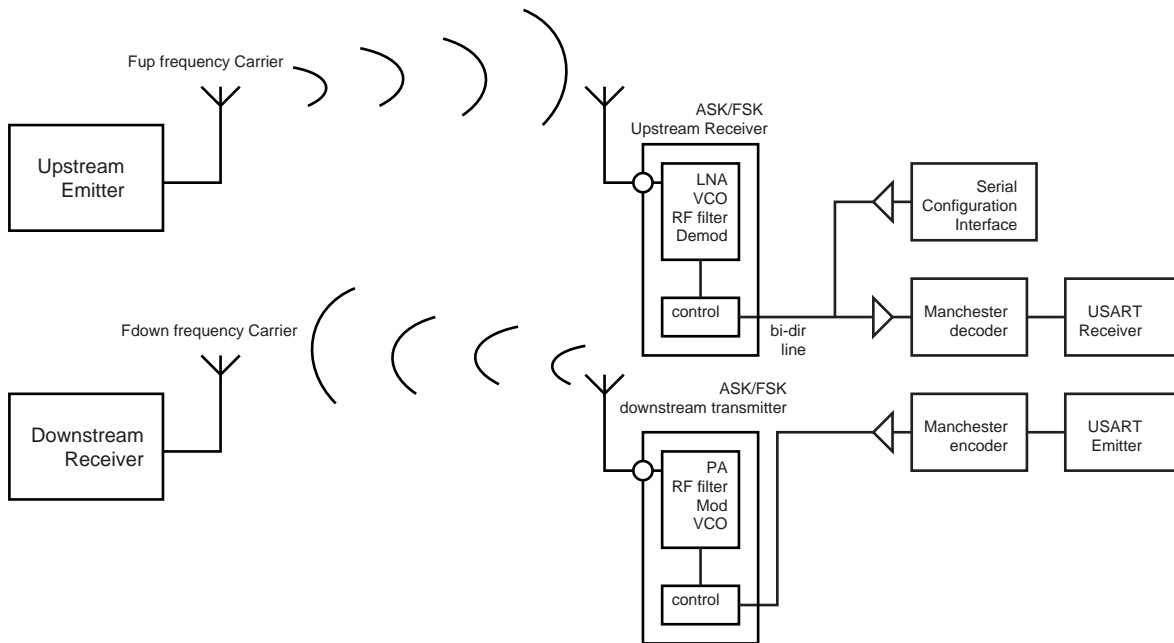 Fup frequency Carrier
Upstream
Emitter
ASK/FSK
Upstream Receiver
LNA
VCO
RF filter
Demod
control
bi-dir
line
Serial
Configuration
Interface
Manchester
decoder
USART
Receiver
Fdown frequency Carrier
Downstream
Receiver
ASK/FSK
downstream transmitter
PA
RF filter
Mod
VCO
control
Manchester
encoder
USART
Emitter